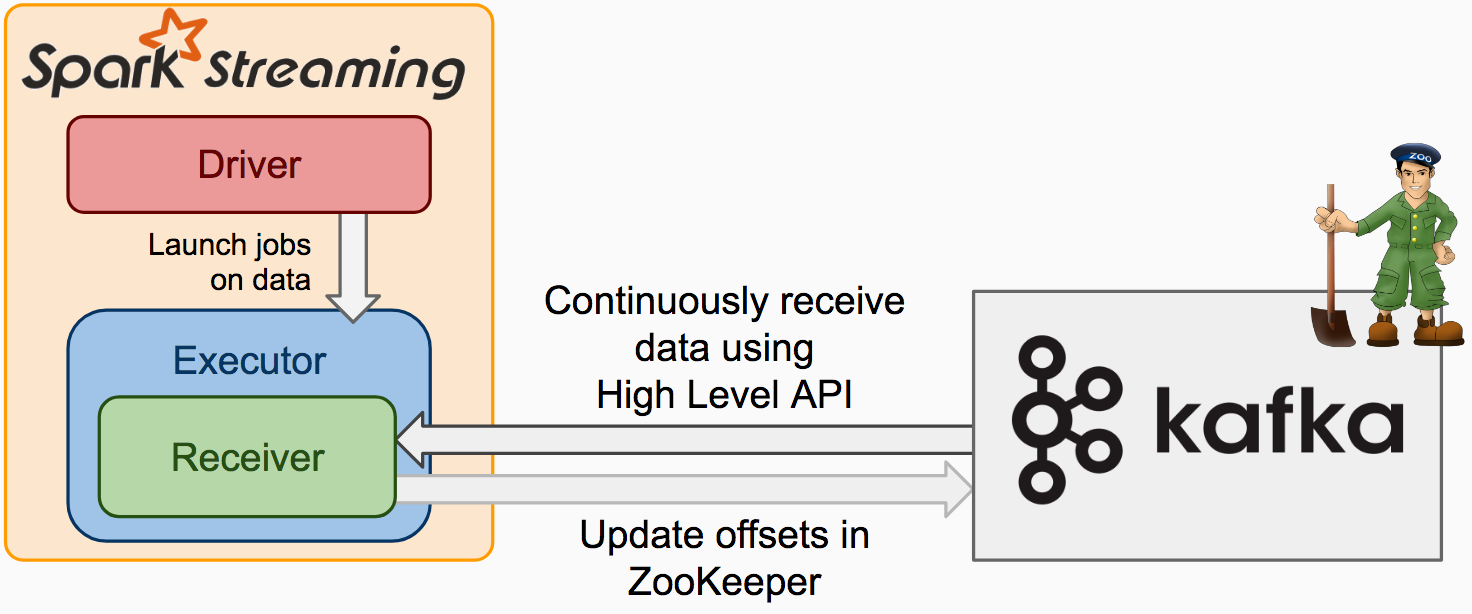 Spark Streaming
Driver
Launch jobs
on data
Executor
Receiver
Continuously receive
data using
High Level API
Update offsets in
ZooKeeper
ZOO
kafka